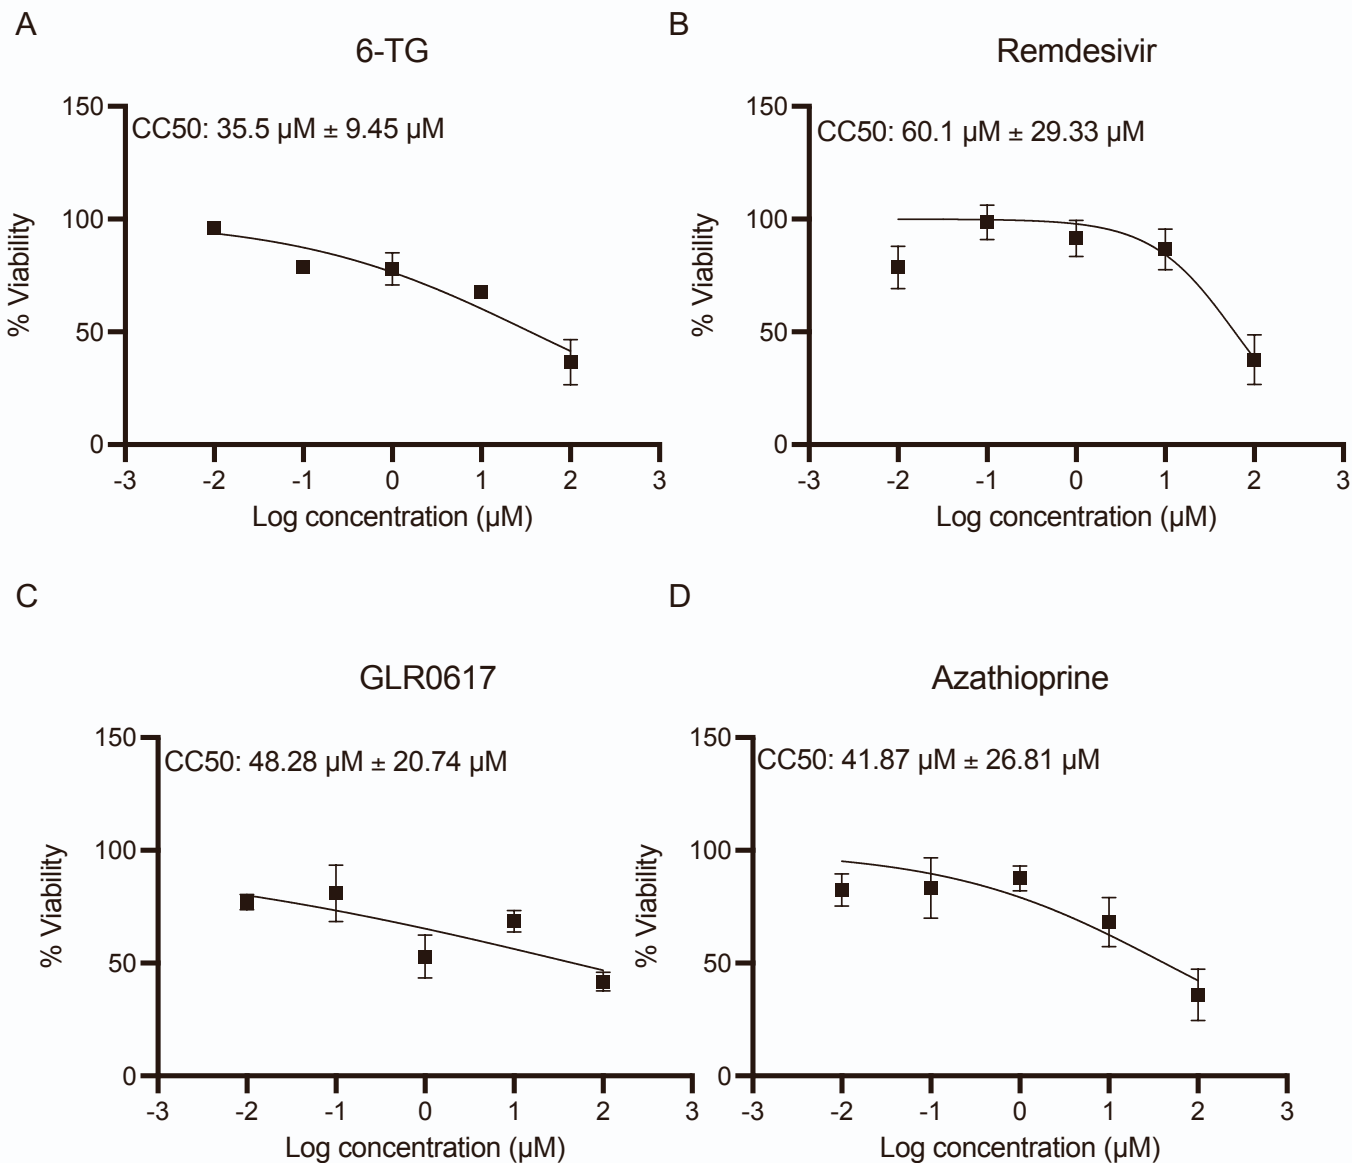 A
6-TG
150
CC50: 35.5 µM ± 9.45 µM
100
50
0
% Viability
-3 -2 -1 0 1 2 3
Log concentration (µM)
B
Remdesivir
150
CC50: 60.1 µM ± 29.33 µM
100
50
0
% Viability
-3 -2 -1 0 1 2 3
Log concentration (µM)
C
GLR0617
150
CC50: 48.28 µM ± 20.74 µM
100
50
0
% Viability
-3 -2 -1 0 1 2 3
Log concentration (µM)
D
Azathioprine
150
CC50: 41.87 µM ± 26.81 µM
100
50
0
% Viability
-3 -2 -1 0 1 2 3
Log concentration (µM)